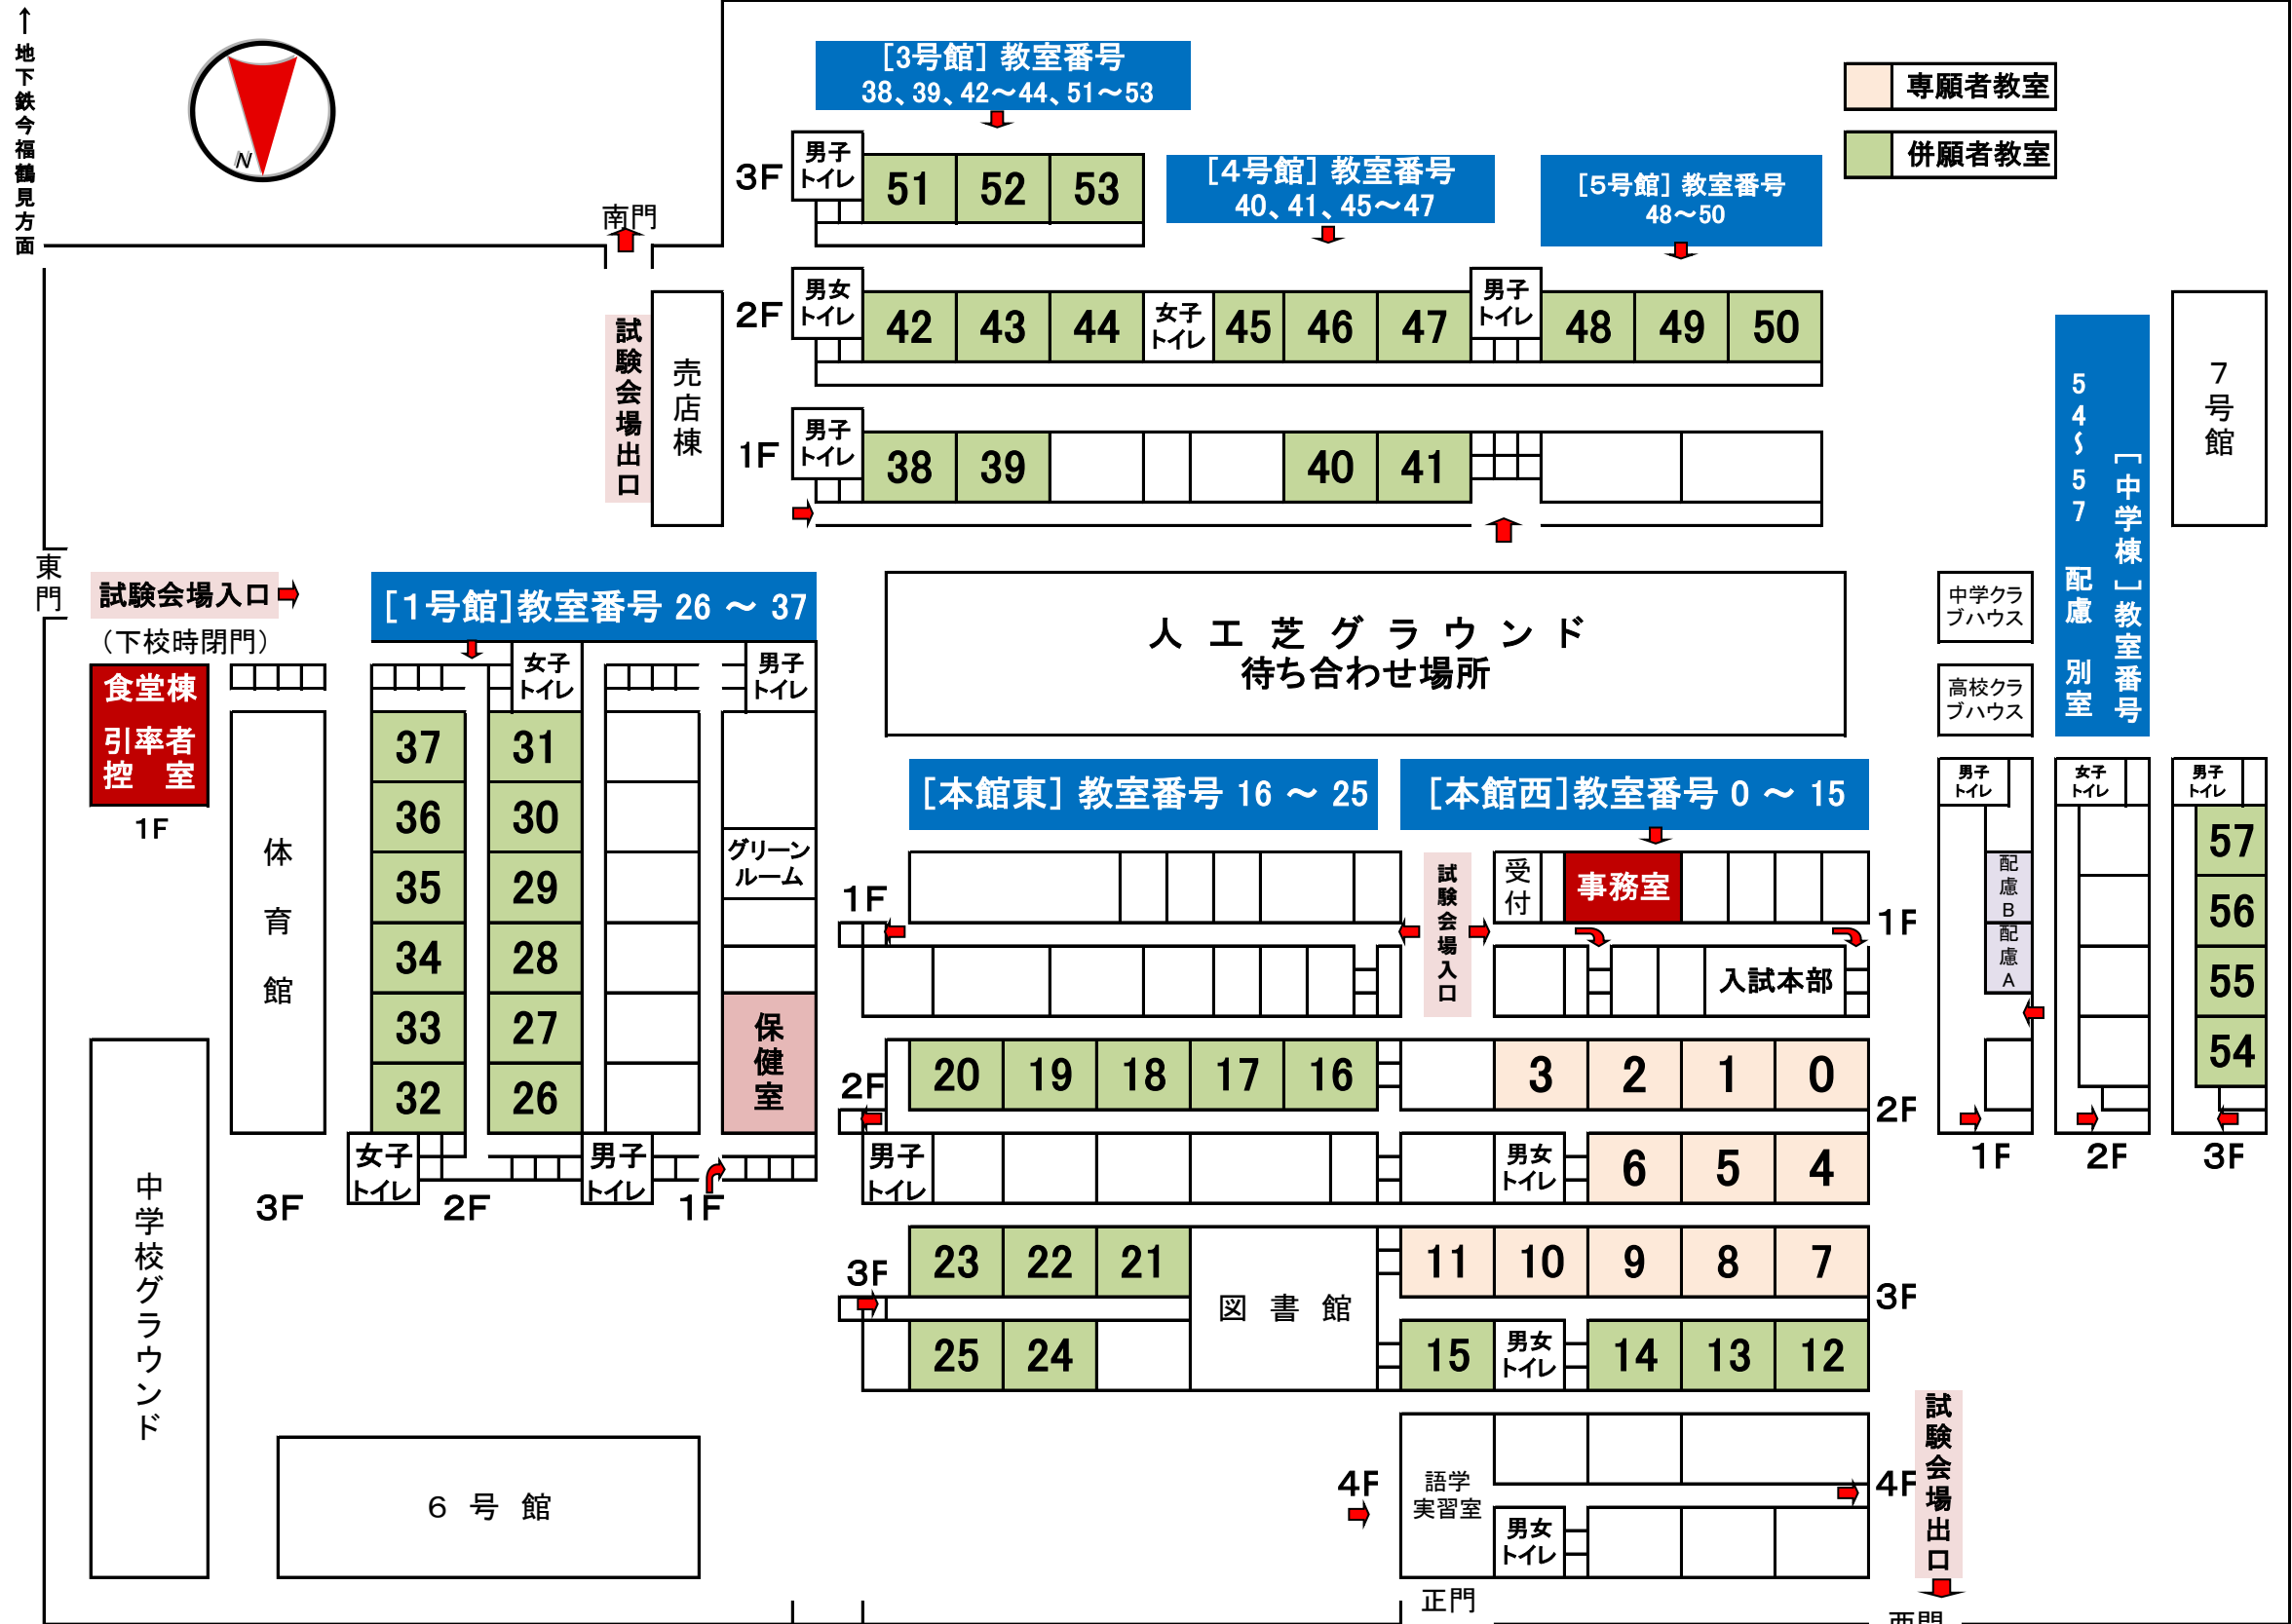 ↑地下鉄今福鶴見方面
N
[3号館] 教室番号
38、39、42～44、51～53
専願者教室
併願者教室
3F
男子
トイレ
51
52
53
[4号館] 教室番号
40、41、45～47
[5号館] 教室番号
48～50
南門
2F
男女
トイレ
42
43
44
女子
トイレ
45
46
47
男子
トイレ
48
49
50
試験会場出口
売店棟
1F
男子
トイレ
38
39
40
41
[中学棟]教室番号
54～57 配慮 別室
7号館
東門
試験会場入口
(下校時閉門)
食堂棟
引率者
控 室
1F
[1号館]教室番号 26 ～ 37
女子
トイレ
男子
トイレ
37
36
35
34
33
32
31
30
29
28
27
26
グリーン
ルーム
保健室
体育館
女子
トイレ
男子
トイレ
3F
2F
1F
中学校グラウンド
6 号 館
人 工 芝 グ ラ ウ ン ド
待ち合わせ場所
中学クラ
ブハウス
高校クラ
ブハウス
[本館東] 教室番号 16 ～ 25
[本館西]教室番号 0 ～ 15
1F
試験会場入口
受付
事務室
1F
入試本部
2F
20
19
18
17
16
3
2
1
0
2F
男子
トイレ
男女
トイレ
6
5
4
3F
23
22
21
図 書 館
11
10
9
8
7
3F
25
24
15
男女
トイレ
14
13
12
4F
語学
実習室
男女
トイレ
4F
試験会場出口
正門
西門
男子
トイレ
配慮B
配慮A
1F
女子
トイレ
2F
男子
トイレ
57
56
55
54
3F